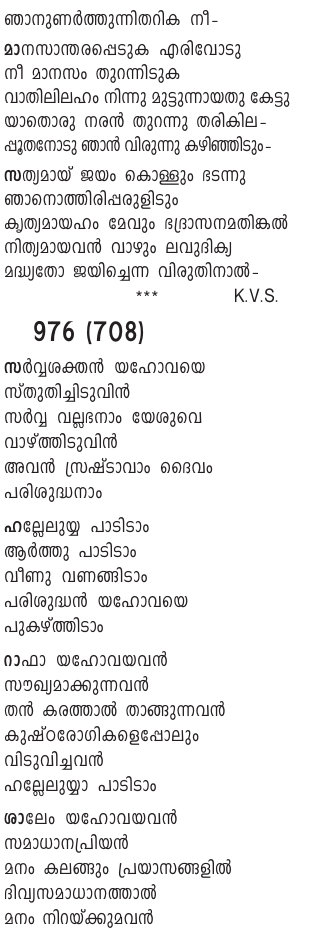 ഞാനുണർത്തുന്നിതറിക നീ-
മാനസാന്തരപ്പെടുക എരിവോടു
നീ മാനസം തുറന്നിടുക
വാതിലിലഹം നിന്നു മുട്ടുന്നായതു കേട്ടു
യാതൊരു നരൻ തുറന്നു തരികില-
പ്പൂതനോടു ഞാൻ വിരുന്നു കഴിഞ്ഞിടും-
സത്യമായ് ജയം കൊള്ളും ഭടന്നു
ഞാനൊത്തിരിപ്പരുളിടും
കൃത്യമായഹം മേവും ഭദ്രാസനമതിങ്കൽ
നിത്യമായവൻ വാഴും ലവുദിക്യ
മദ്ധ്യതോ ജയിച്ചെന്ന വിരുതിനാൽ-
*** K.V.S.
976 (708)
സർവ്വശക്തൻ യഹോവയെ
സ്തുതിച്ചിടുവിൻ
സർവ്വ വല്ലഭനാം യേശുവെ
വാഴ്ത്തിടുവിൻ
അവൻ സ്രഷ്ടാവാം ദൈവം
പരിശുദ്ധനാം
ഹല്ലേലുയ്യ പാടിടാം
ആർത്തു പാടിടാം
വീണു വണങ്ങിടാം
പരിശുദ്ധൻ യഹോവയെ
പുകഴ്ത്തിടാം
റാഫാ യഹോവയവൻ
സൗഖ്യമാക്കുന്നവൻ
തൻ കരത്താൽ താങ്ങുന്നവൻ
കുഷ്ഠരോഗികളെപ്പോലും
വിടുവിച്ചവൻ
ഹല്ലേലുയ്യാ പാടിടാം
ശാലേം യഹോവയവൻ
സമാധാനപ്രിയൻ
മനം കലങ്ങും പ്രയാസങ്ങളിൽ
ദിവ്യസമാധാനത്താൽ
മനം നിറയ്ക്കുമവൻ